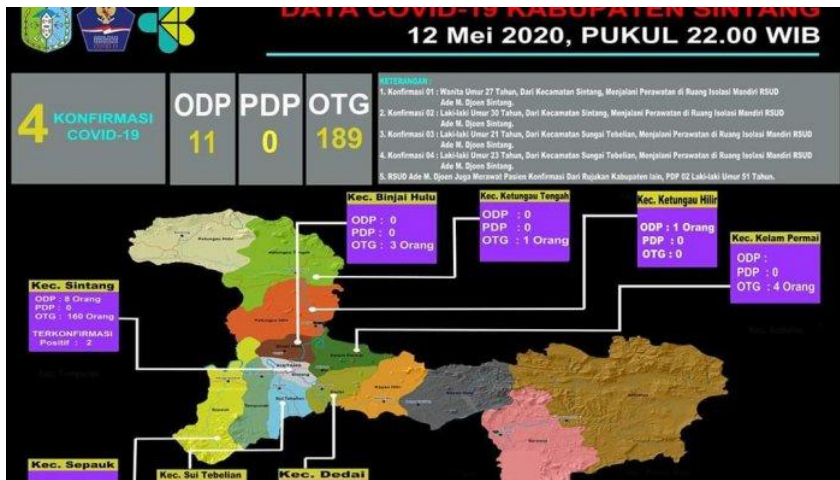 DATA COVID-19 KABUPATEN SINTANG
12 Mei 2020, PUKUL 22.00 WIB
4 KONFIRMASI COVID-19
ODP
11
PDP
0
OTG
189
KETERANGAN :
1. Konfirmasi 01 : Wanita Umur 27 Tahun, Dari Kecamatan Sintang, Menjalani Perawatan di Ruang Isolasi Mandiri RSUD
Ade M. Djoen Sintang.
2. Konfirmasi 02 : Laki-laki Umur 30 Tahun, Dari Kecamatan Sintang, Menjalani Perawatan di Ruang Isolasi Mandiri RSUD
Ade M. Djoen Sintang.
3. Konfirmasi 03 : Laki-laki Umur 21 Tahun, Dari Kecamatan Sungai Tebelian, Menjalani Perawatan di Ruang Isolasi Mandiri RSUD
Ade M. Djoen Sintang.
4. Konfirmasi 04 : Laki-laki Umur 23 Tahun, Dari Kecamatan Sungai Tebelian, Menjalani Perawatan di Ruang Isolasi Mandiri RSUD
Ade M. Djoen Sintang.
5. RSUD Ade M. Djoen Juga Merawat Pasien Konfirmasi Dari Rujukan Kabupaten lain, PDP 02 Laki-laki Umur 51 Tahun.
Kec. Binjai Hulu
ODP : 0
PDP : 0
OTG : 3 Orang
Kec. Ketungau Tengah
ODP : 0
PDP : 0
OTG : 1 Orang
Kec. Ketungau Hilir
ODP : 1 Orang
PDP : 0
OTG : 0
Kec. Kelam Permai
ODP :
PDP : 0
OTG : 4 Orang
Kec. Sintang
ODP : 8 Orang
PDP : 0
OTG : 160 Orang
TERKONFIRMASI
Positif : 2
Kec. Sepauk
Kec. Sui Tebelian
Kec. Dedai